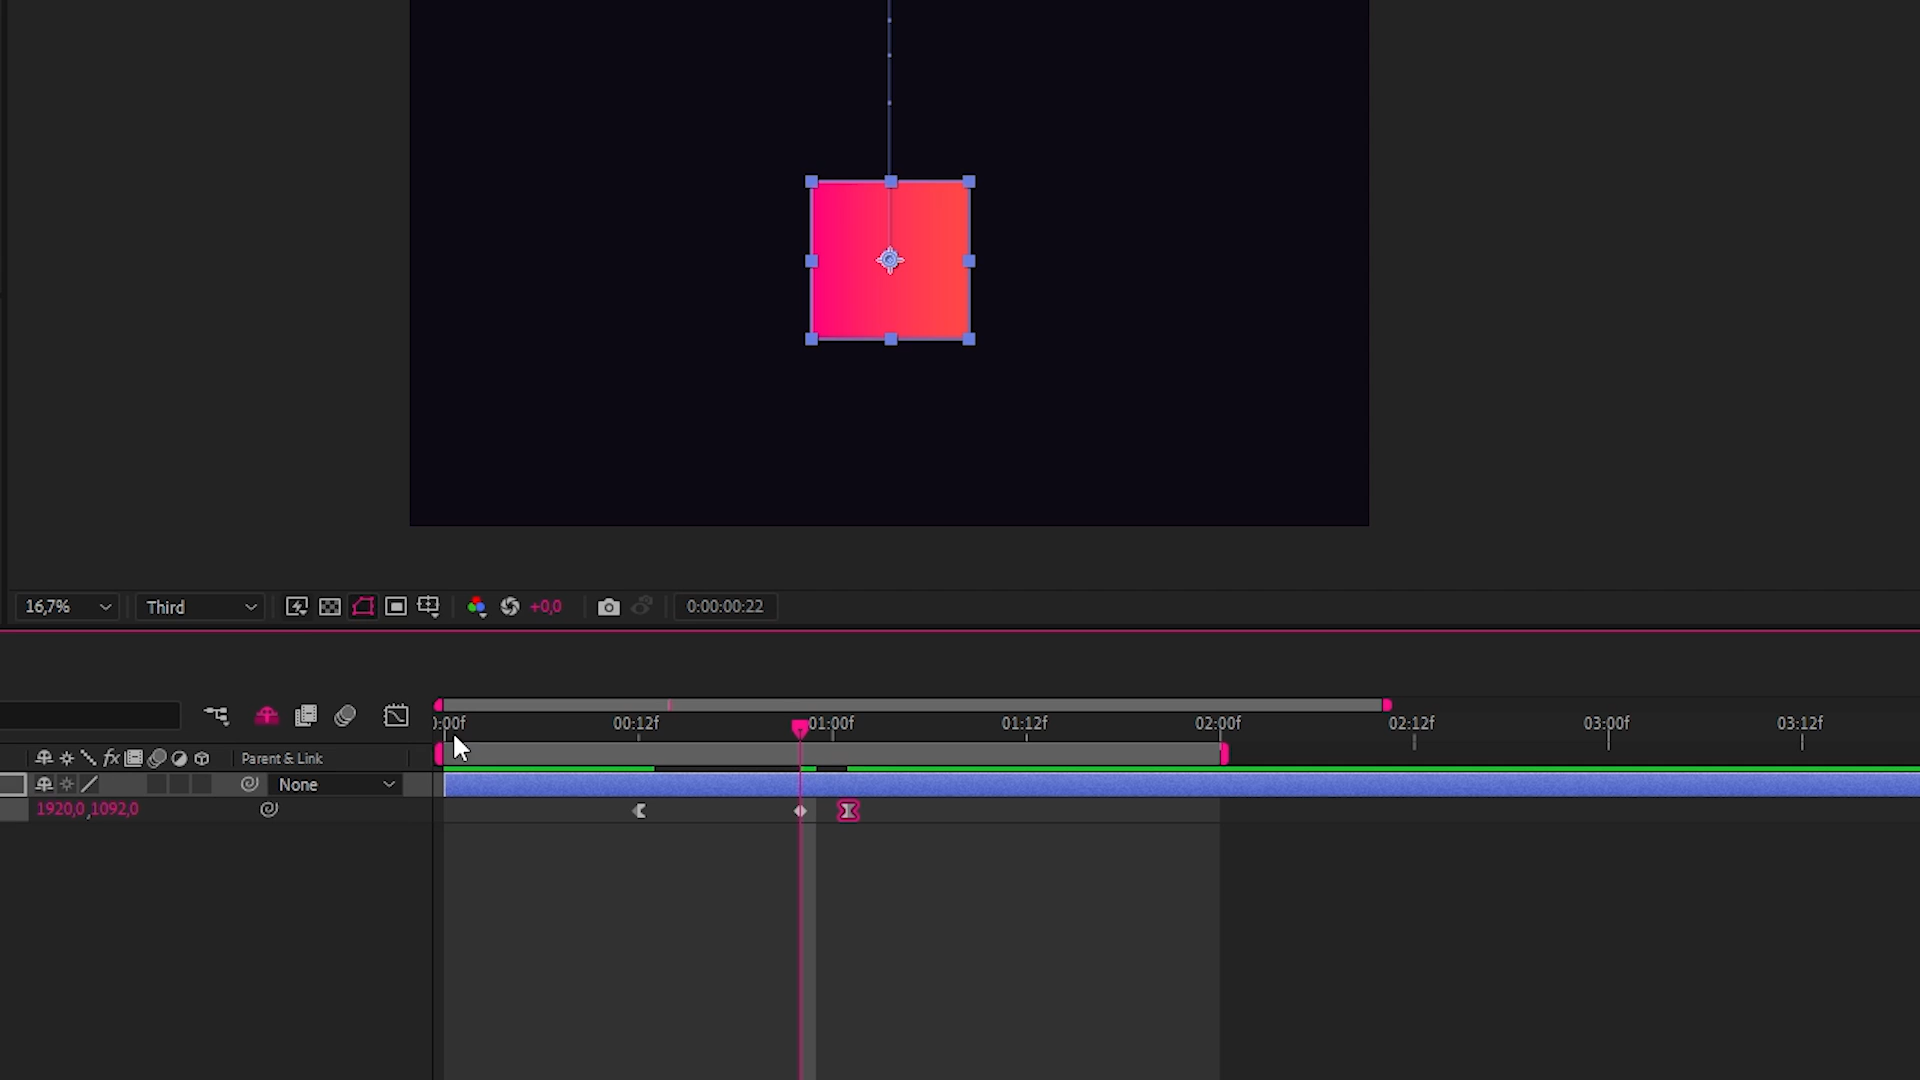 16,7%
Third
+0,0
0:00:00:22
0:00f
00:12f
01:00f
01:12f
02:00f
02:12f
03:00f
03:12f
fx
Parent & Link
None
1920,0,1092,0